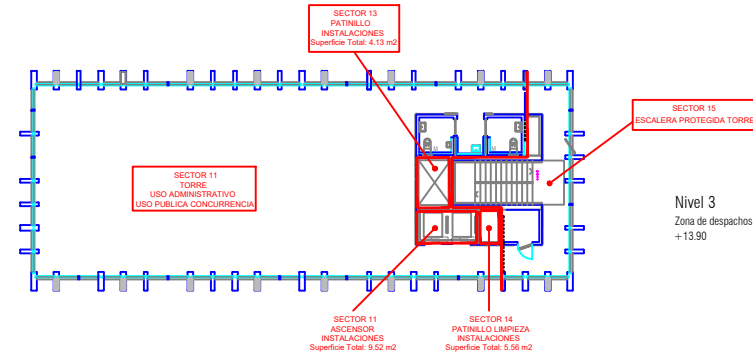 SECTOR 13
PATINILLO
INSTALACIONES
Superficie Total: 4.13 m2
SECTOR 15
ESCALERA PROTEGIDA TORRE
SECTOR 11
TORRE
USO ADMINISTRATIVO
USO PUBLICA CONCURRENCIA
Nivel 3
Zona de despachos
+13.90
SECTOR 11
ASCENSOR
INSTALACIONES
Superficie Total: 9.52 m2
SECTOR 14
PATINILLO LIMPIEZA
INSTALACIONES
Superficie Total: 5.56 m2